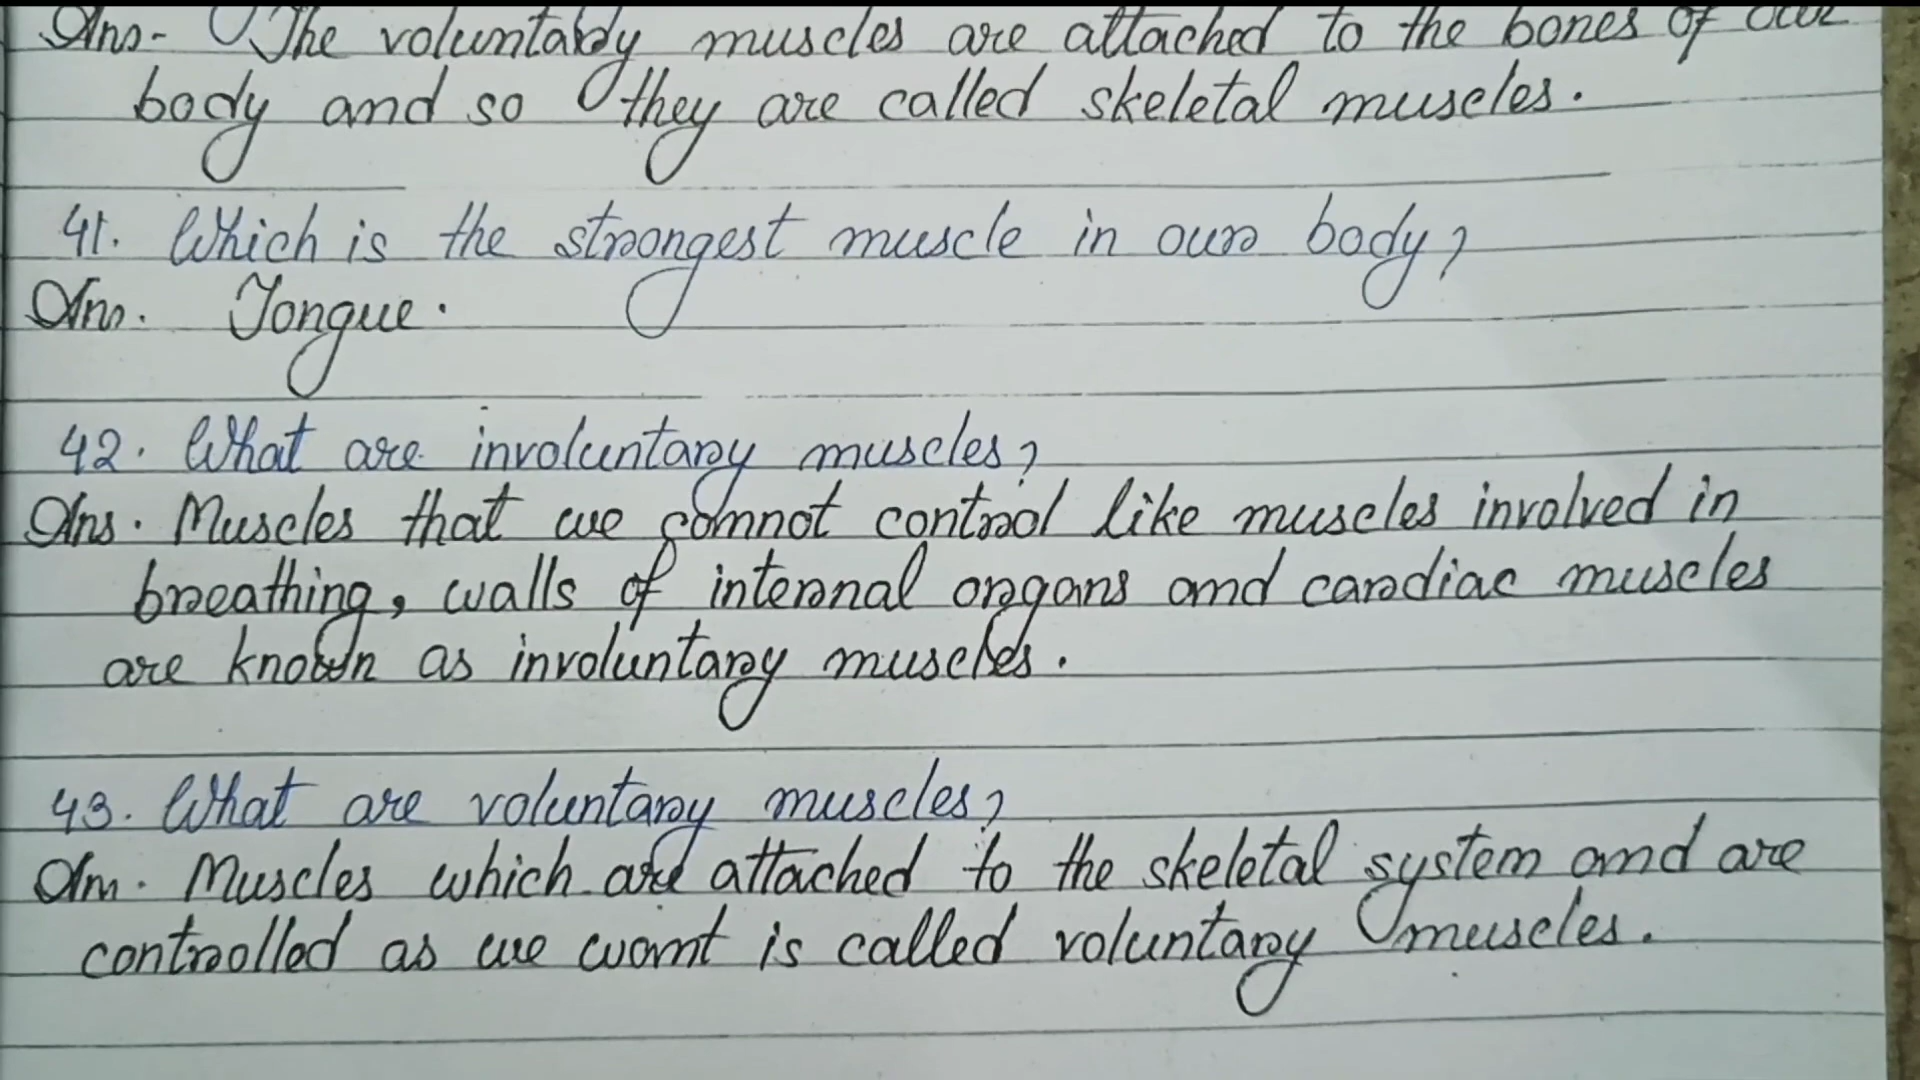 Ans- The voluntary muscles are attached to the bones of our
body and so they are called skeletal muscles.
41. Which is the strongest muscle in our body?
Ans. Tongue.
42. What are involuntary muscles?
Ans. Muscles that we cannot control like muscles involved in
breathing, walls of internal organs and cardiac muscles
are known as involuntary muscles.
43. What are voluntary muscles?
Ans. Muscles which are attached to the skeletal system and are
controlled as we want is called voluntary muscles.